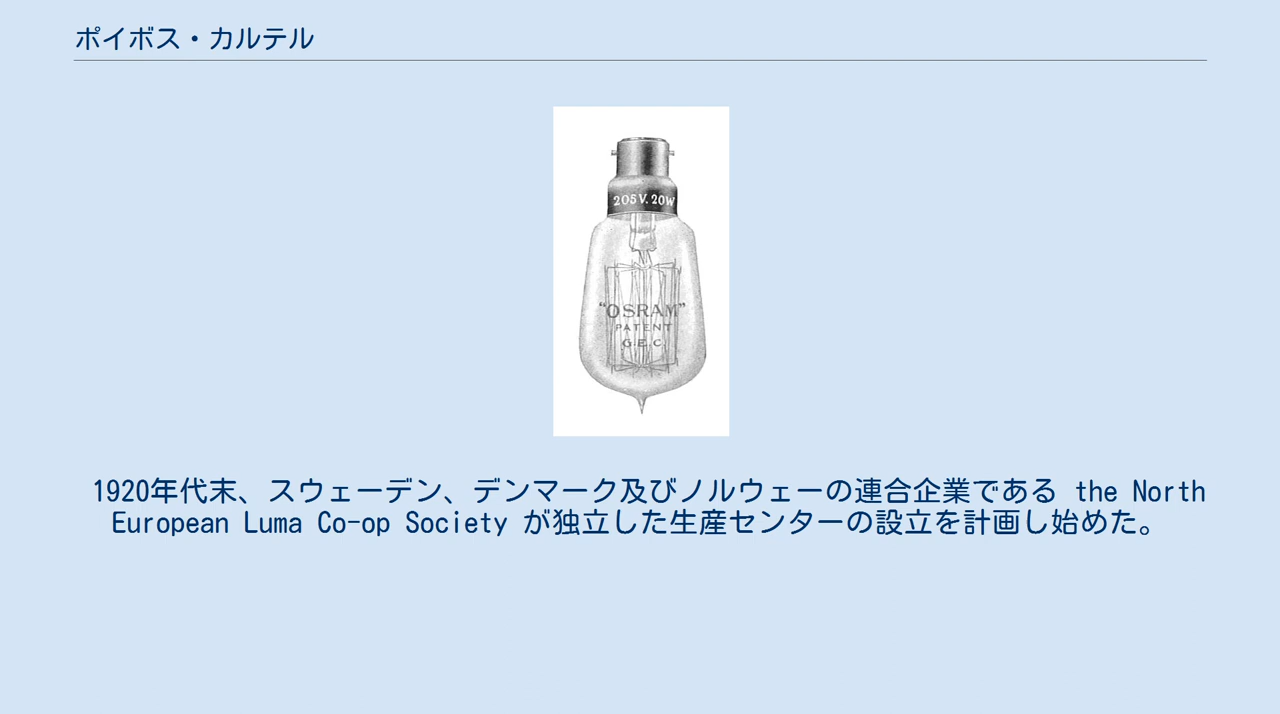 ポイボス・カルテル
205V.20W
"OSRAM"
PATENT
G.E.C.
1920年代末、スウェーデン、デンマーク及びノルウェーの連合企業である the North
European Luma Co-op Society が独立した生産センターの設立を計画し始めた。